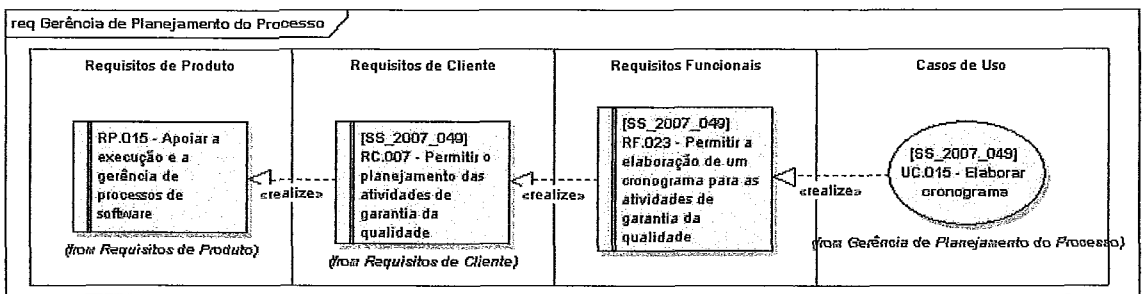 req Gerência de Planejamento do Processo
Requisitos de Produto
Requisitos de Cliente
Requisitos Funcionais
Casos de Uso
RP.015 - Apoiar a
execução e a
gerência de
processos de
software
(from Requisitos de Produto)
«realize»
[SS_2007_049]
RC.007 - Permitir o
planejamento das
atividades de
garantia da
qualidade
(from Requisitos de Cliente)
«realize»
[SS_2007_049]
RF.023 - Permitir a
elaboração de um
cronograma para as
atividades de
garantia da
qualidade
«realize»
[SS_2007_049]
UC.015 - Elaborar
cronograma
(from Gerência de Planejamento do Processo)